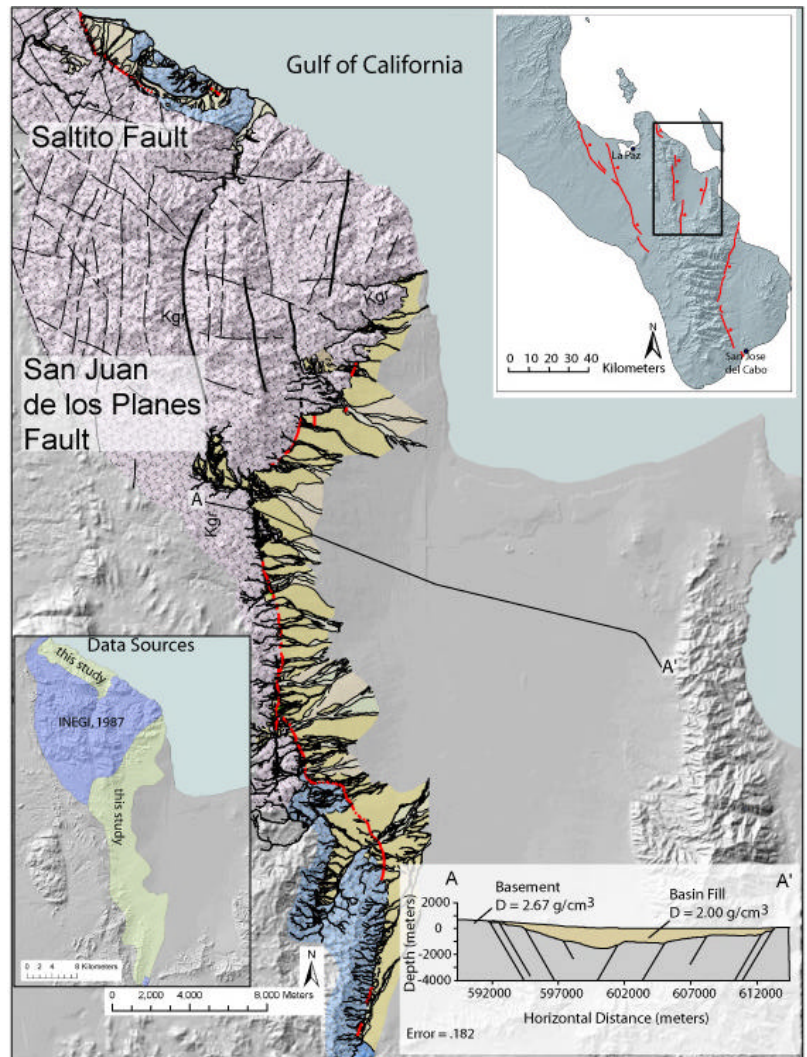 Gulf of California
Saltito Fault
La Paz
N
0 10 20 30 40
Kilometers
San Jose
del Cabo
Kgr
Kgr
San Juan
de los Planes
Fault
A
Kgr
A'
Data Sources
this study
INEGI, 1987
this study
0 2 4 8 Kilometers
N
0 2,000 4,000 8,000 Meters
A
A'
Basement
D = 2.67 g/cm3
Basin Fill
D = 2.00 g/cm3
Depth (meters)
2000
0
-2000
-4000
592000 597000 602000 607000 612000
Horizontal Distance (meters)
Error = .182